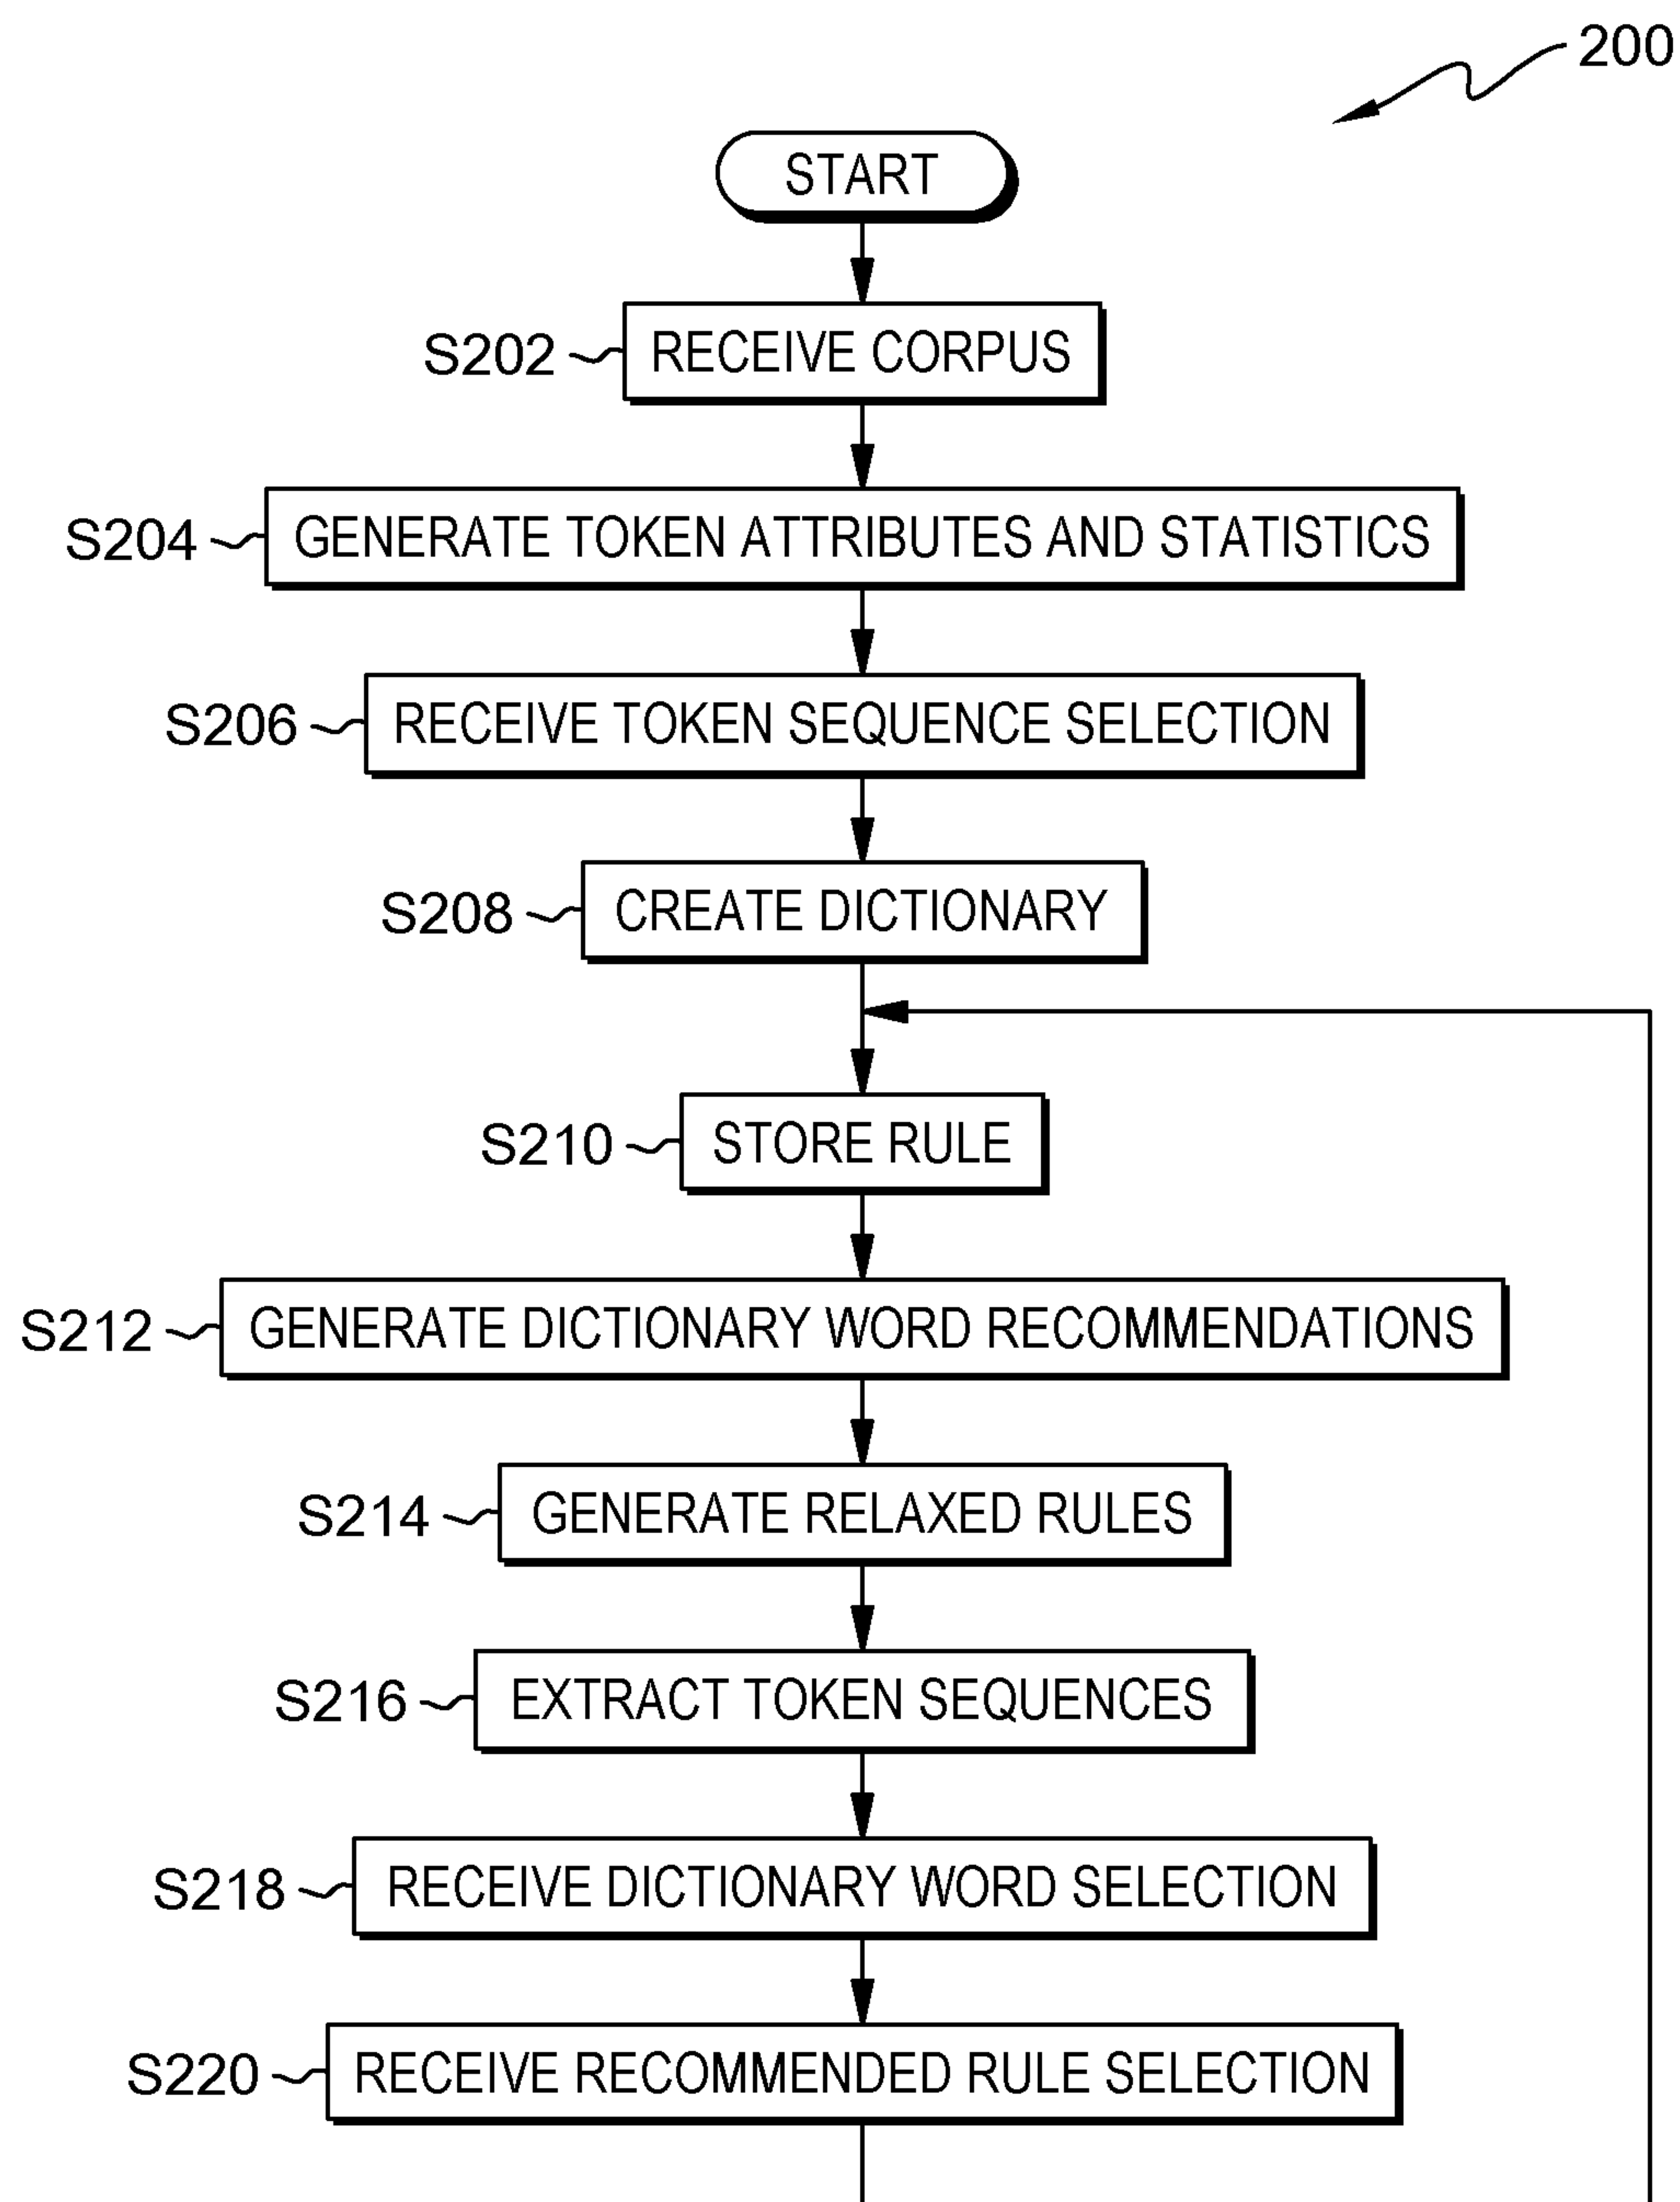 200
START
S202 RECEIVE CORPUS
S204 GENERATE TOKEN ATTRIBUTES AND STATISTICS
S206 RECEIVE TOKEN SEQUENCE SELECTION
S208 CREATE DICTIONARY
S210 STORE RULE
S212 GENERATE DICTIONARY WORD RECOMMENDATIONS
S214 GENERATE RELAXED RULES
S216 EXTRACT TOKEN SEQUENCES
S218 RECEIVE DICTIONARY WORD SELECTION
S220 RECEIVE RECOMMENDED RULE SELECTION